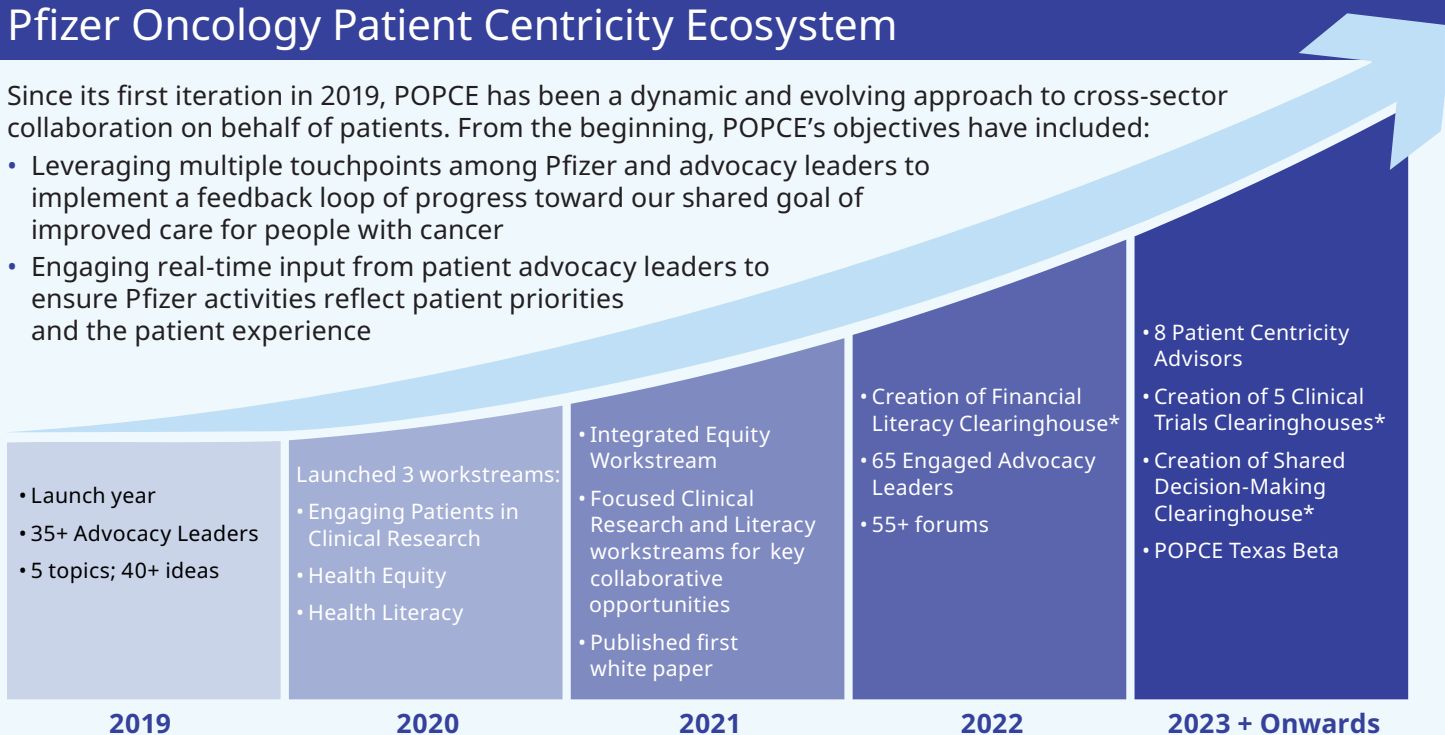 Pfizer Oncology Patient Centricity Ecosystem
Since its first iteration in 2019, POPCE has been a dynamic and evolving approach to cross-sector
collaboration on behalf of patients. From the beginning, POPCE’s objectives have included:
• Leveraging multiple touchpoints among Pfizer and advocacy leaders to
implement a feedback loop of progress toward our shared goal of
improved care for people with cancer
• Engaging real-time input from patient advocacy leaders to
ensure Pfizer activities reflect patient priorities
and the patient experience
• Launch year
• 35+ Advocacy Leaders
• 5 topics; 40+ ideas
2019
Launched 3 workstreams:
• Engaging Patients in
Clinical Research
• Health Equity
• Health Literacy
2020
• Integrated Equity
Workstream
• Focused Clinical
Research and Literacy
workstreams for key
collaborative
opportunities
• Published first
white paper
2021
• Creation of Financial
Literacy Clearinghouse*
• 65 Engaged Advocacy
Leaders
• 55+ forums
2022
• 8 Patient Centricity
Advisors
• Creation of 5 Clinical
Trials Clearinghouses*
• Creation of Shared
Decision-Making
Clearinghouse*
• POPCE Texas Beta
2023 + Onwards